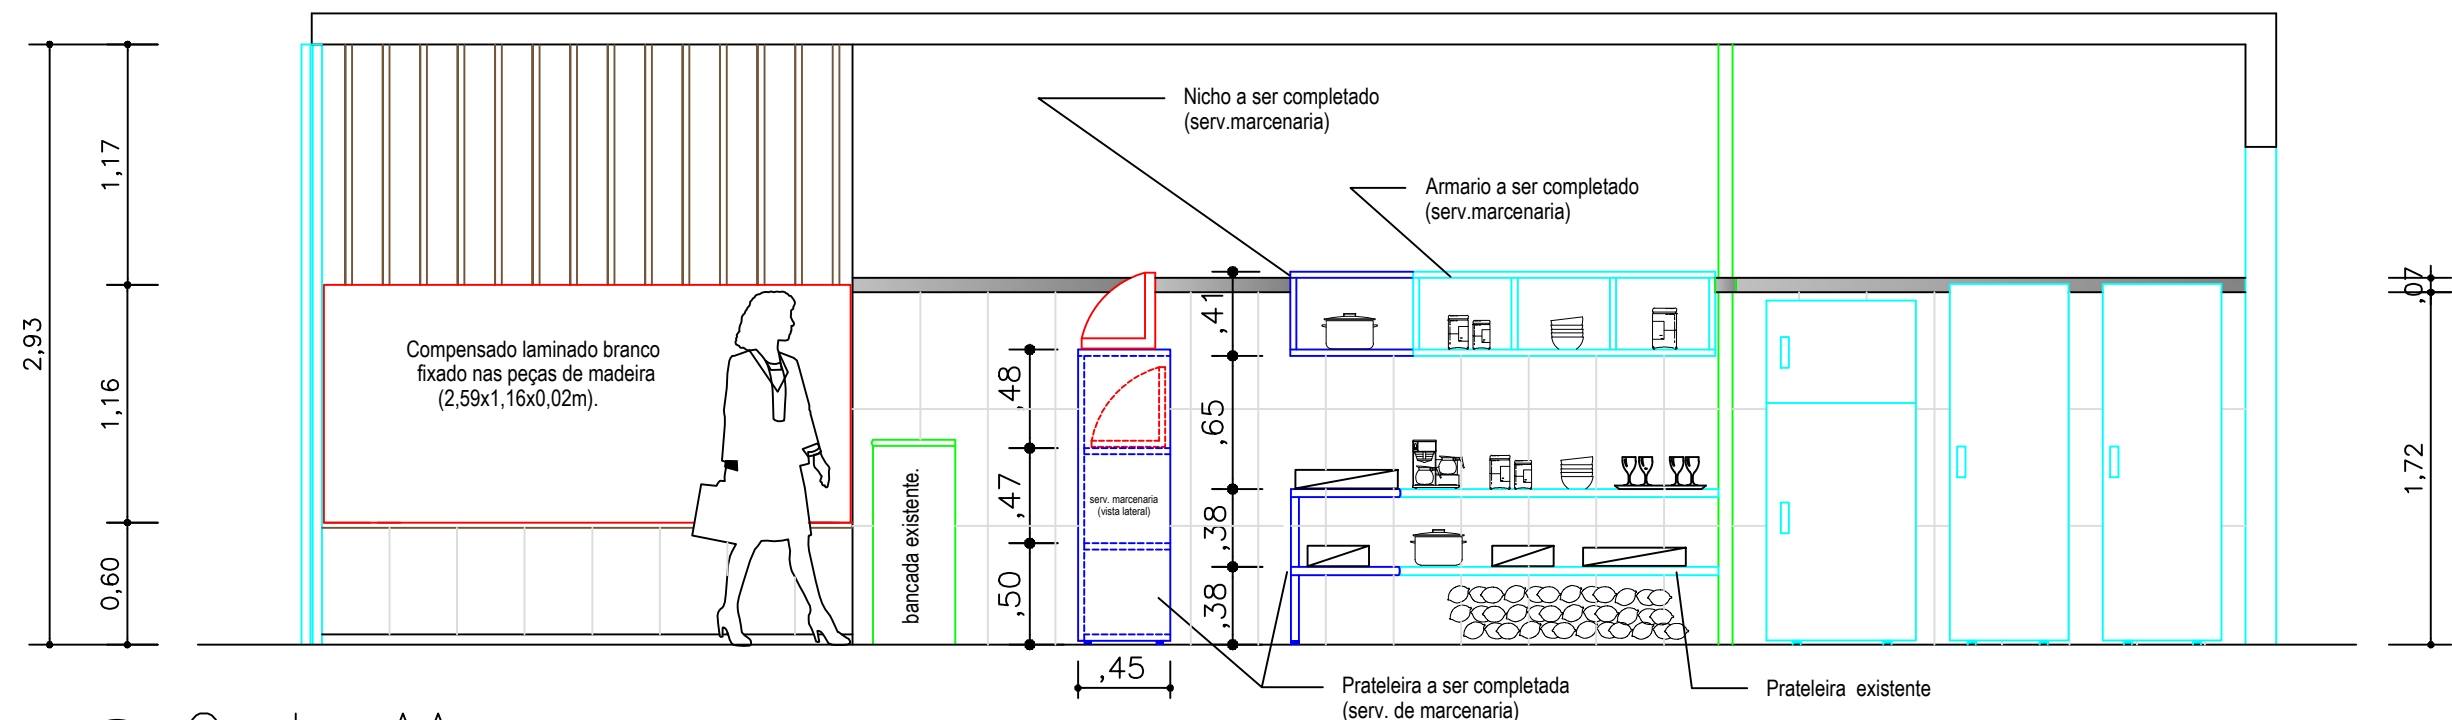 Nicho a ser completado
(serv.marcenaria)
Armario a ser completado
(serv.marcenaria)
2,93
1,17
1,16
0,60
Compensado laminado branco
fixado nas peças de madeira
(2,59x1,16x0,02m).
bancada existente.
,48
,47
,50
serv. marcenaria
(vista lateral)
,45
,41
,65
,38
,38
,07
1,72
Prateleira a ser completada
(serv. de marcenaria)
Prateleira existente